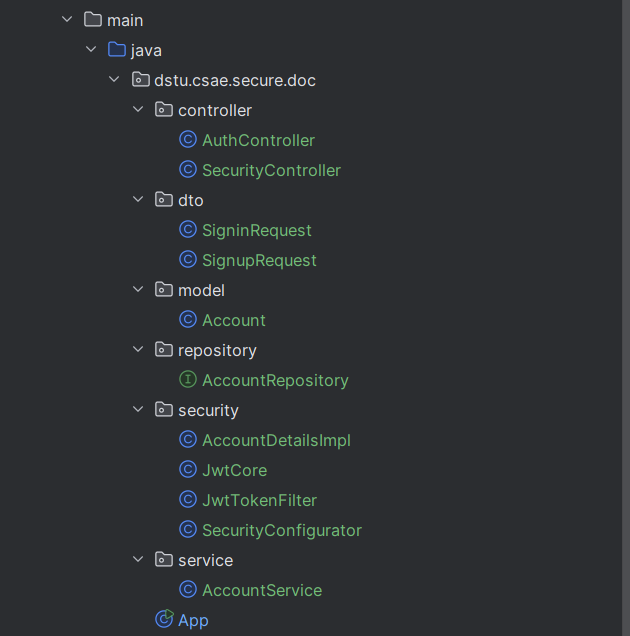 main
java
dstu.csae.secure.doc
controller
C AuthController
C SecurityController
dto
C SigninRequest
C SignupRequest
model
C Account
repository
I AccountRepository
security
C AccountDetailsImpl
C JwtCore
C JwtTokenFilter
C SecurityConfigurator
service
C AccountService
C App